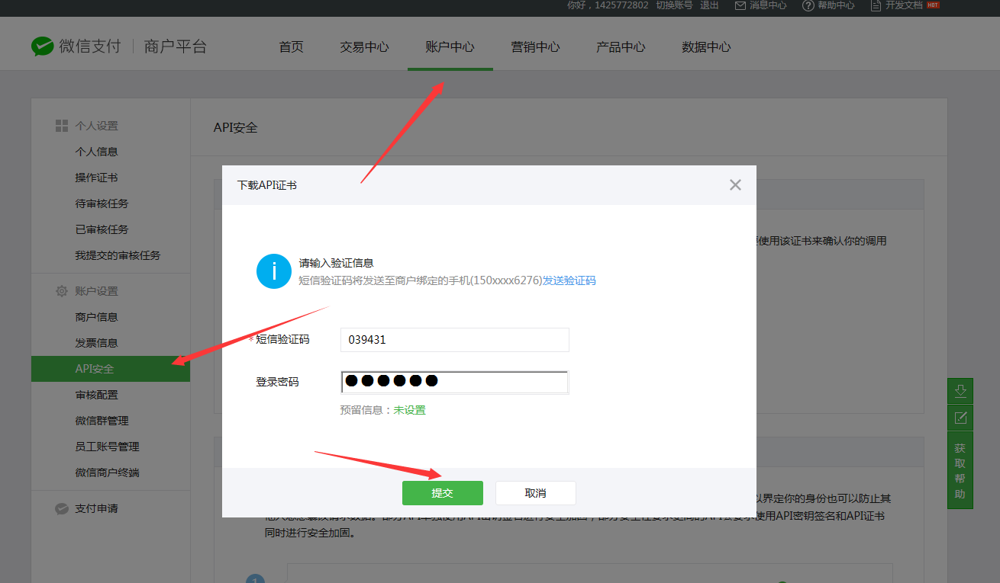 你好，1425772802 切换账号 退出 消息中心 帮助中心 开发文档 HOT
微信支付 商户平台 首页 交易中心 账户中心 营销中心 产品中心 数据中心
个人设置
个人信息
操作证书
待审核任务
已审核任务
我提交的审核任务
账户设置
商户信息
发票信息
API安全
审核配置
微信群管理
员工账号管理
微信商户终端
支付申请
API安全
下载API证书
使用该证书来确认你的调用
请输入验证信息
短信验证码将发送至商户绑定的手机(150xxxx6276)发送验证码
*短信验证码 039431
登录密码 ●●●●●●
预留信息：未设置
提交 取消
以界定你的身份也可以防止其
使用API密钥签名和API证书
同时进行安全加固。
1
获取帮助